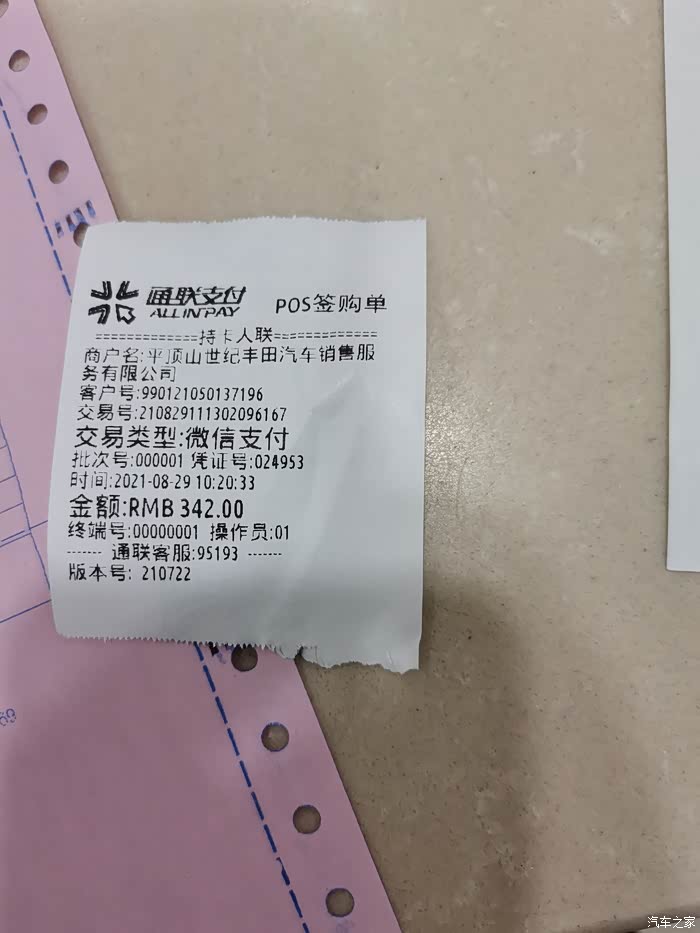 通联支付
ALLINPAY
POS签购单
=============持卡人联=============
商户名:平顶山世纪丰田汽车销售服
务有限公司
客户号:990121050137196
交易号:210829111302096167
交易类型:微信支付
批次号:000001 凭证号:024953
时间:2021-08-29 10:20:33
金额:RMB 342.00
终端号:00000001 操作员:01
------- 通联客服:95193 -------
版本号: 210722
汽车之家